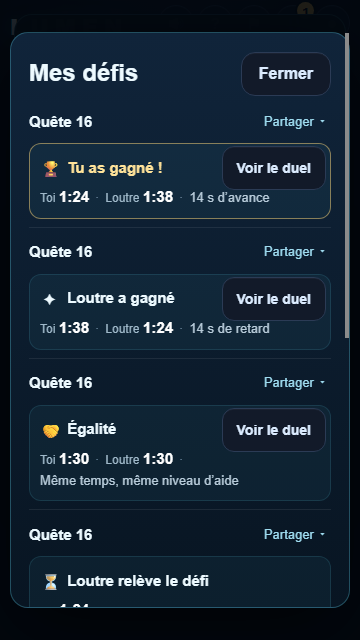 Mes défis
Fermer
Quête 16
Partager
Tu as gagné !
Voir le duel
Toi 1:24 · Loutre 1:38 · 14 s d'avance
Quête 16
Partager
Loutre a gagné
Voir le duel
Toi 1:38 · Loutre 1:24 · 14 s de retard
Quête 16
Partager
Égalité
Voir le duel
Toi 1:30 · Loutre 1:30 ·
Même temps, même niveau d'aide
Quête 16
Partager
Loutre relève le défi